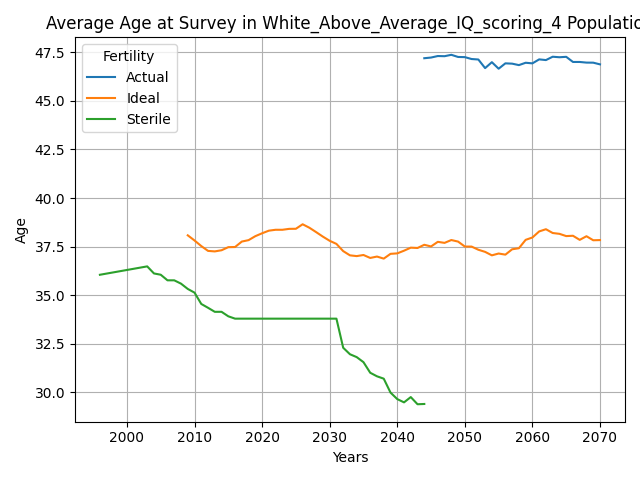 Average Age at Survey in White_Above_Average_IQ_scoring_4 Populatio
47.5
45.0
42.5
40.0
37.5
35.0
32.5
30.0
Age
Fertility
Actual
Ideal
Sterile
2000 2010 2020 2030 2040 2050 2060 2070
Years